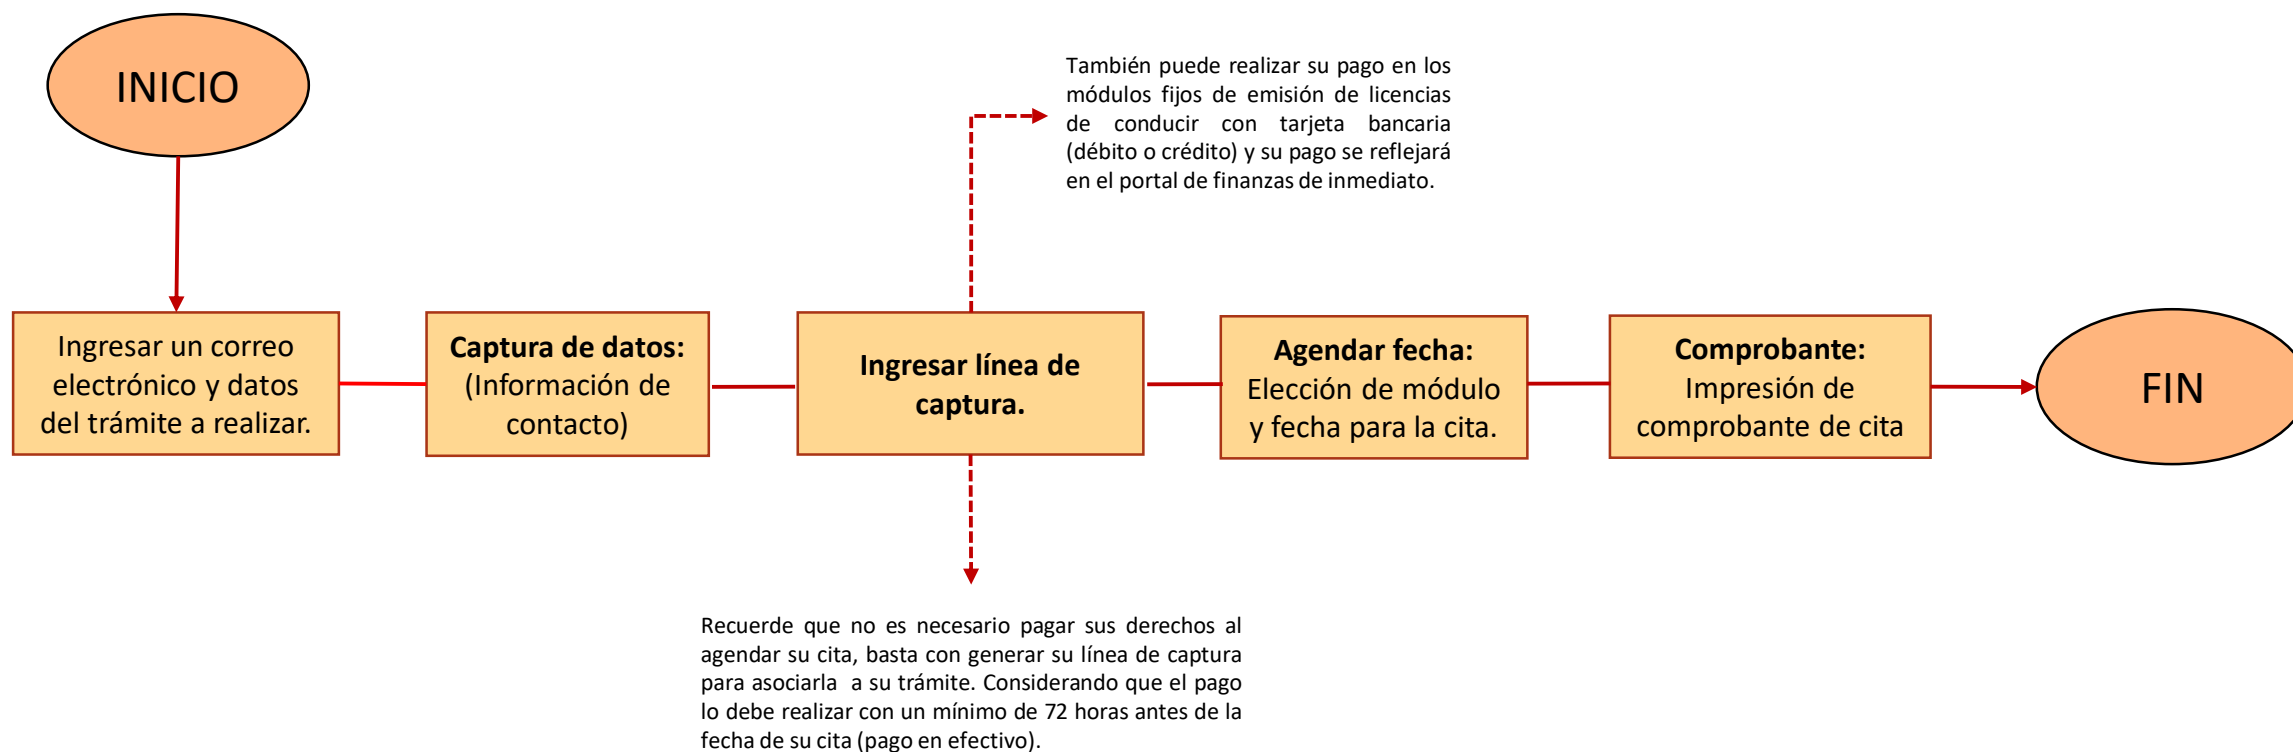 INICIO
También puede realizar su pago en los
módulos fijos de emisión de licencias
de conducir con tarjeta bancaria
(débito o crédito) y su pago se reflejará
en el portal de finanzas de inmediato.
Ingresar un correo
electrónico y datos
del trámite a realizar.
Captura de datos:
(Información de
contacto)
Ingresar línea de
captura.
Agendar fecha:
Elección de módulo
y fecha para la cita.
Comprobante:
Impresión de
comprobante de cita
FIN
Recuerde que no es necesario pagar sus derechos al
agendar su cita, basta con generar su línea de captura
para asociarla a su trámite. Considerando que el pago
lo debe realizar con un mínimo de 72 horas antes de la
fecha de su cita (pago en efectivo).